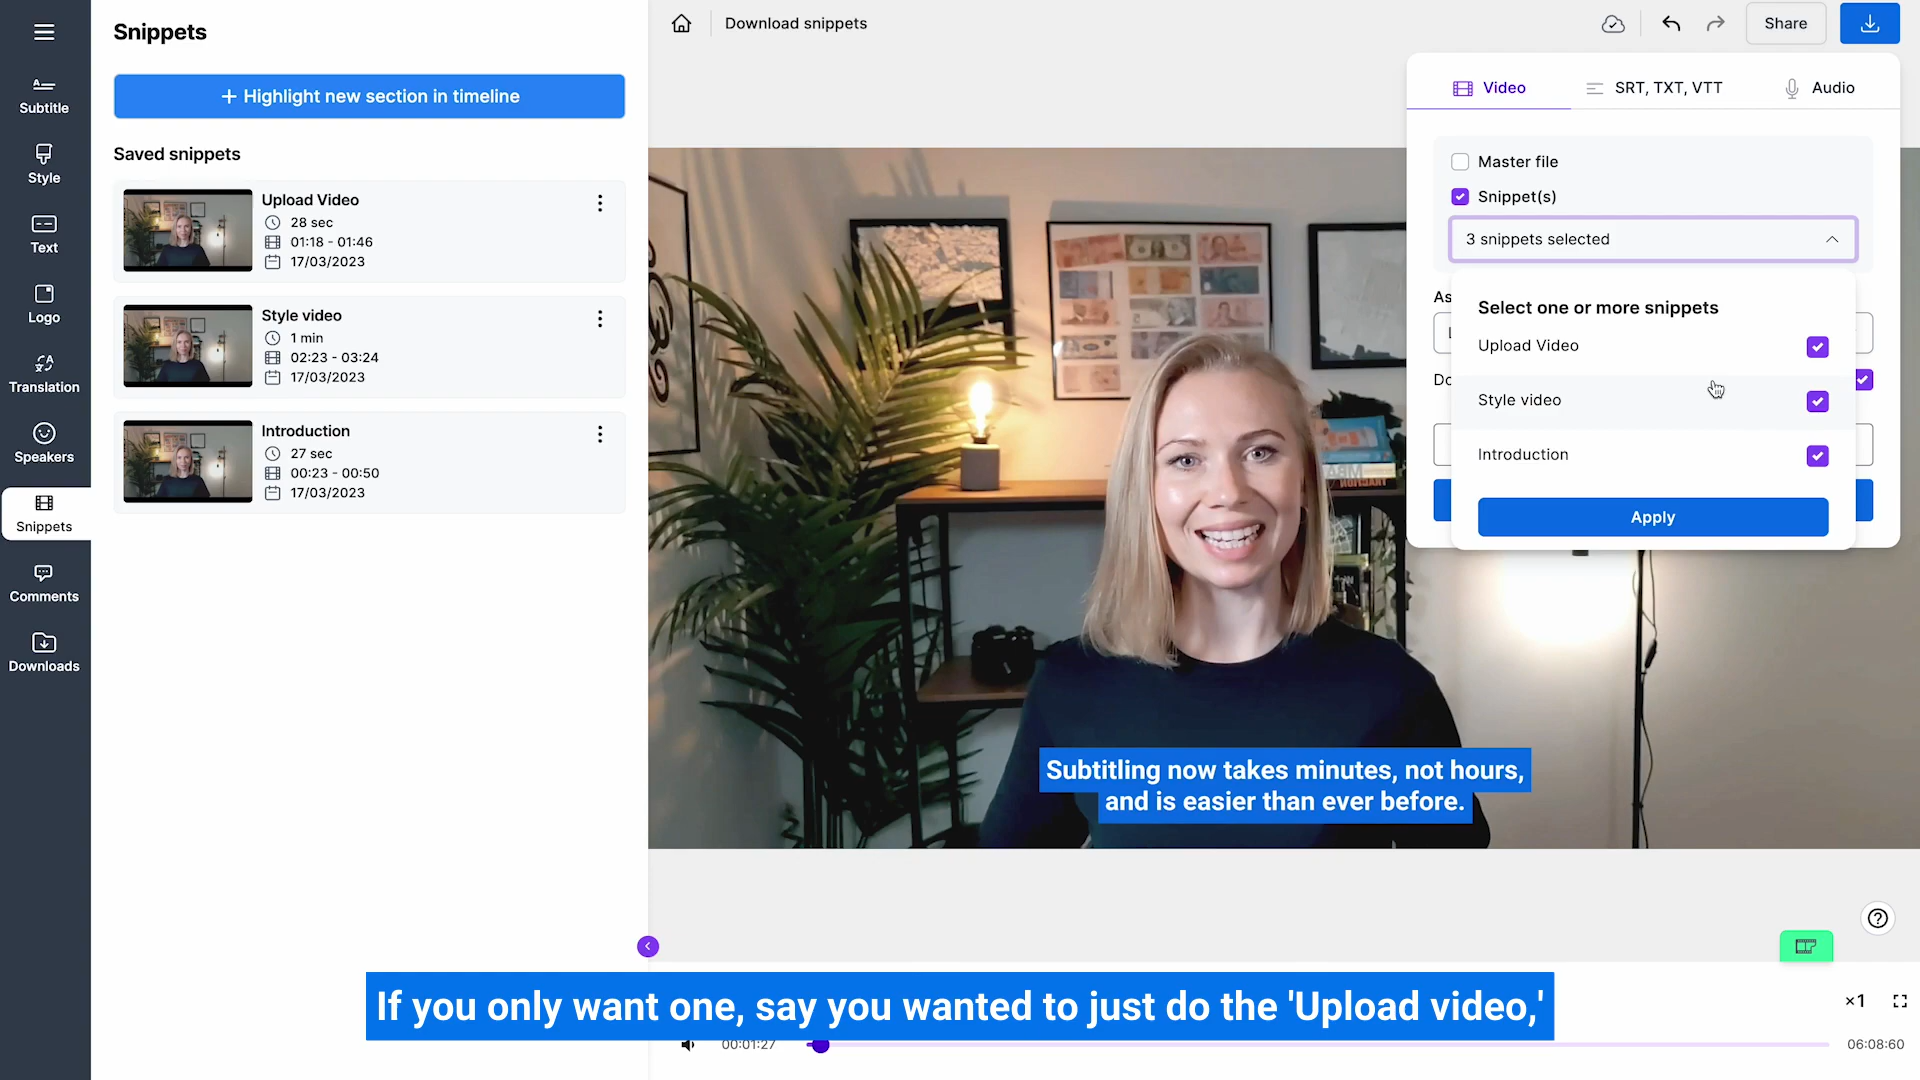 Snippets
Download snippets
Share
+ Highlight new section in timeline
Video
SRT, TXT, VTT
Audio
Subtitle
Style
Text
Logo
Translation
Speakers
Snippets
Comments
Downloads
Saved snippets
Upload Video
28 sec
01:18 - 01:46
17/03/2023
Style video
1 min
02:23 - 03:24
17/03/2023
Introduction
27 sec
00:23 - 00:50
17/03/2023
Master file
Snippet(s)
3 snippets selected
As
Select one or more snippets
Upload Video
Do
Style video
Introduction
Apply
MBA
Subtitling now takes minutes, not hours,
and is easier than ever before.
If you only want one, say you wanted to just do the 'Upload video,'
×1
00:01:27
06:08:60